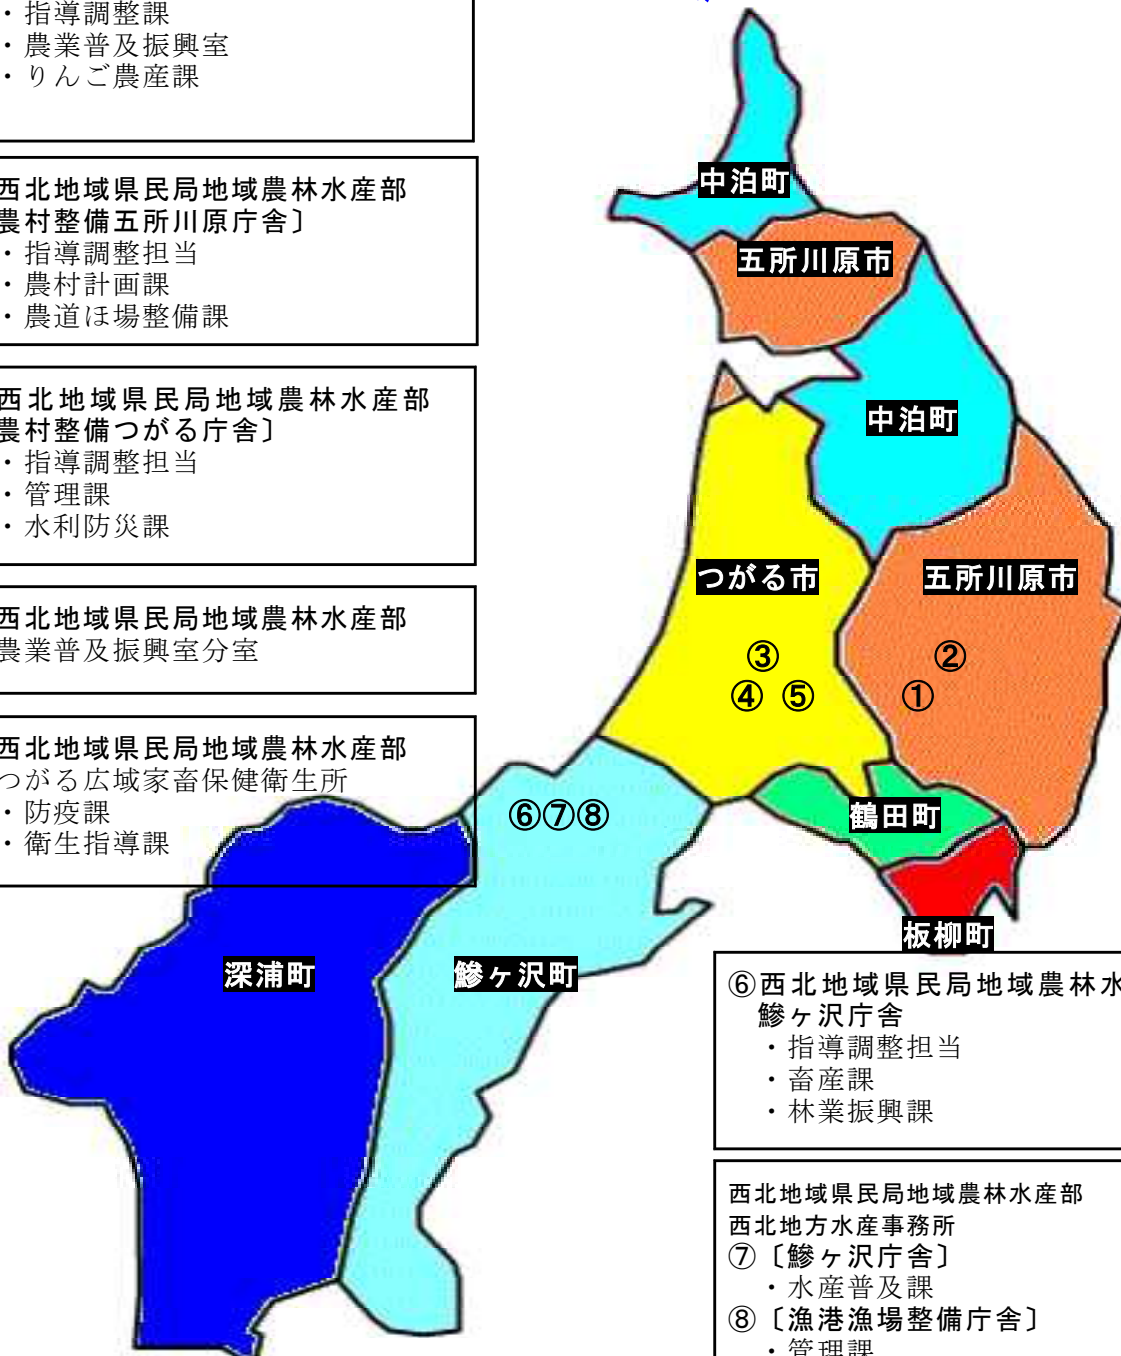 ・指導調整課
・農業普及振興室
・りんご農産課
西北地域県民局地域農林水産部
農村整備五所川原庁舎〕
・指導調整担当
・農村計画課
・農道ほ場整備課
西北地域県民局地域農林水産部
農村整備つがる庁舎〕
・指導調整担当
・管理課
・水利防災課
西北地域県民局地域農林水産部
農業普及振興室分室
西北地域県民局地域農林水産部
つがる広域家畜保健衛生所
・防疫課
・衛生指導課
中泊町
五所川原市
中泊町
つがる市
五所川原市
③
②
④ ⑤
①
⑥⑦⑧
鶴田町
板柳町
深浦町
鰺ヶ沢町
⑥西北地域県民局地域農林水
鰺ヶ沢庁舎
・指導調整担当
・畜産課
・林業振興課
西北地域県民局地域農林水産部
西北地方水産事務所
⑦〔鰺ヶ沢庁舎〕
・水産普及課
⑧〔漁港漁場整備庁舎〕
・管理課